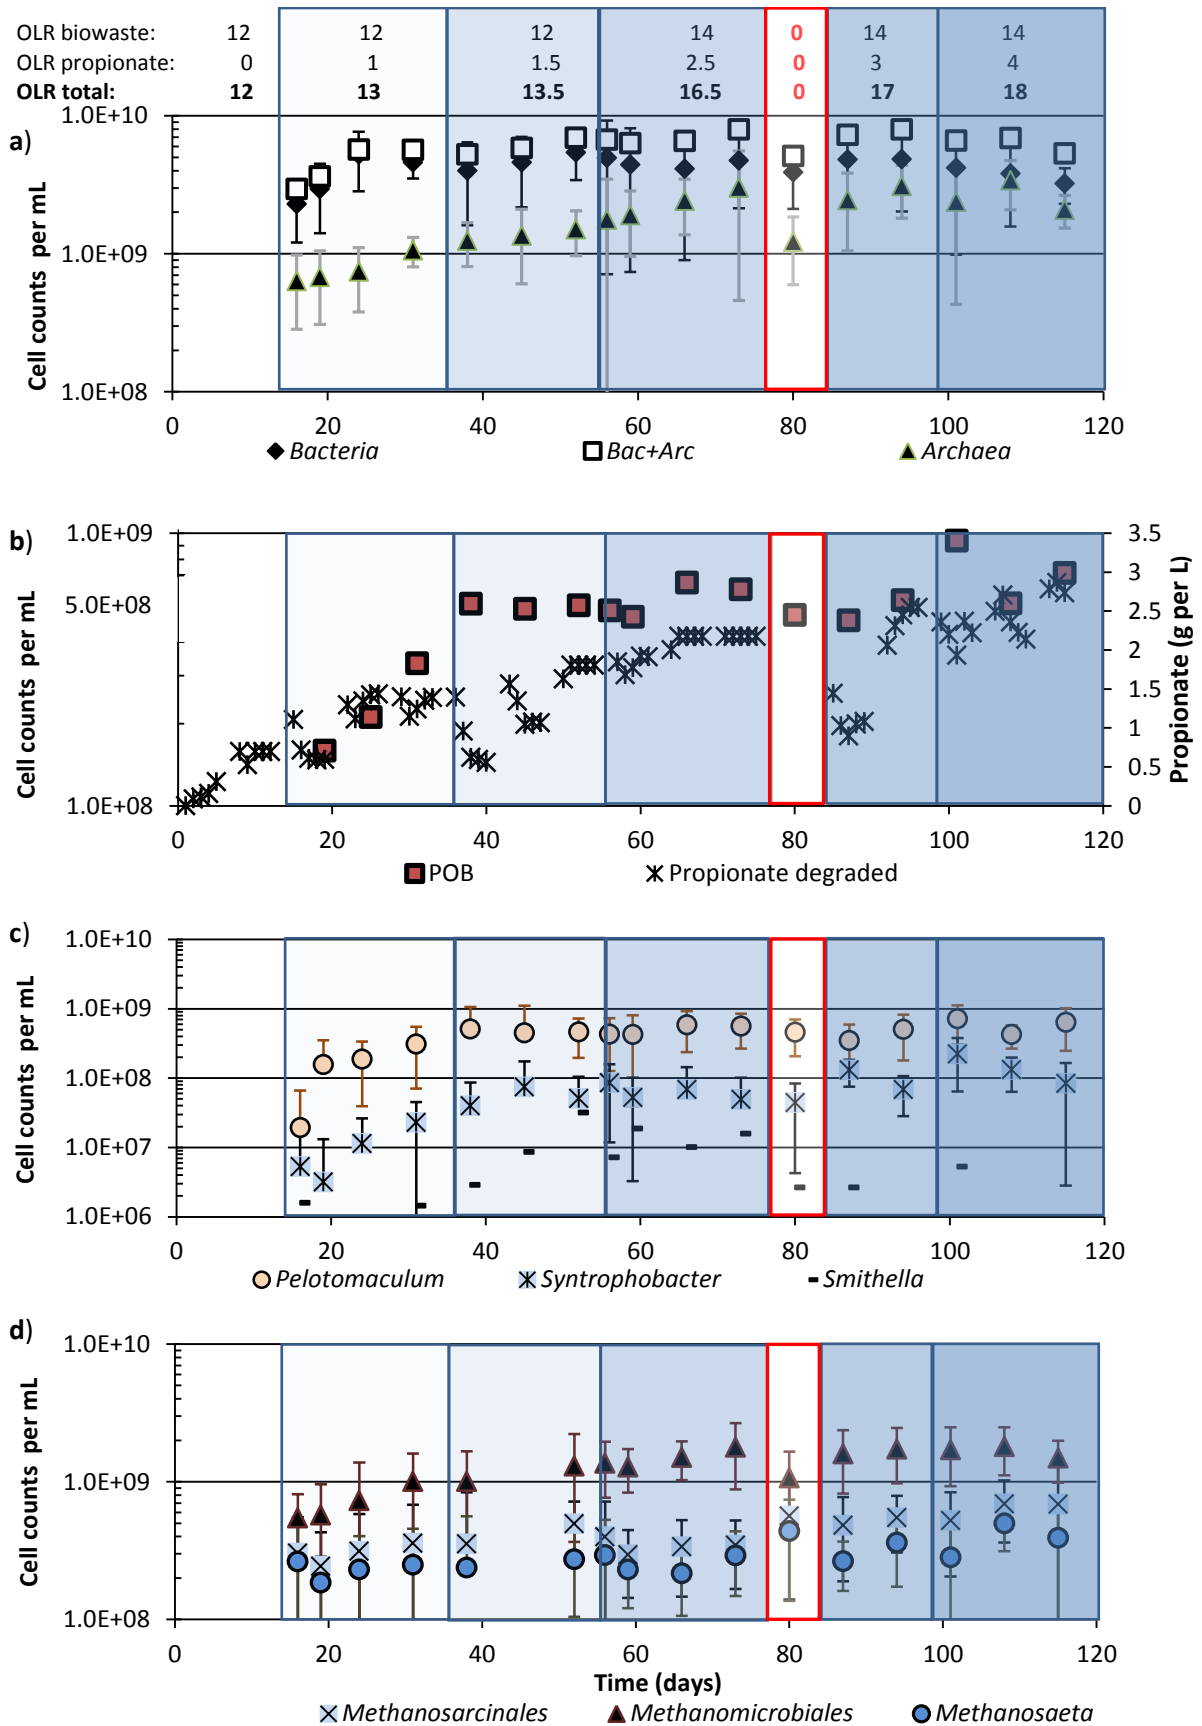 OLR biowaste: 12 12 12 14 0 14 14
OLR propionate: 0 1 1.5 2.5 0 3 4
OLR total: 12 13 13.5 16.5 0 17 18
a)
Cell counts per mL
1.0E+10
1.0E+09
1.0E+08
0 20 40 60 80 100 120
Bacteria Bac+Arc Archaea
b)
Cell counts per mL
1.0E+09
5.0E+08
1.0E+08
3.5
3
2.5
2
1.5
1
0.5
0
Propionate (g per L)
0 20 40 60 80 100 120
POB Propionate degraded
c)
Cell counts per mL
1.0E+10
1.0E+09
1.0E+08
1.0E+07
1.0E+06
0 20 40 60 80 100 120
Pelotomaculum Syntrophobacter Smithella
d)
Cell counts per mL
1.0E+10
1.0E+09
1.0E+08
0 20 40 60 80 100 120
Time (days)
Methanosarcinales Methanomicrobiales Methanosaeta